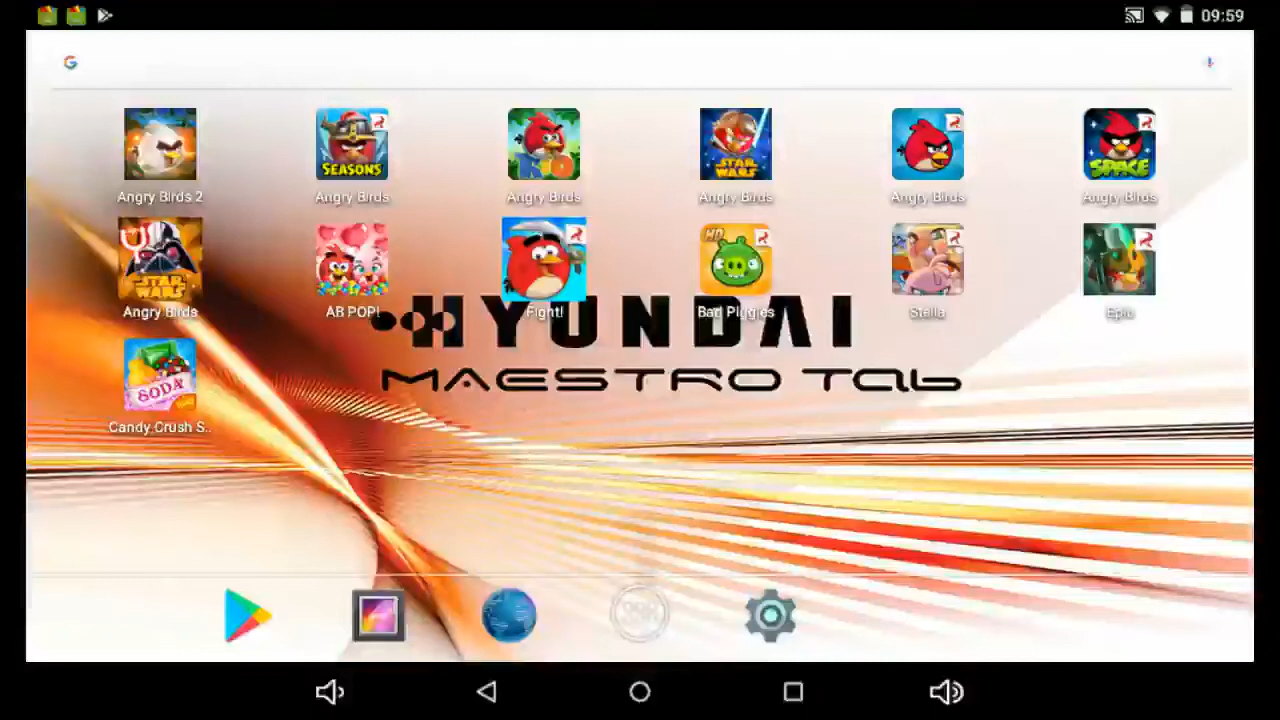 09:59
SEASONS
RIO
STAR WARS
SPACE
Angry Birds 2
Angry Birds
Angry Birds
Angry Birds
Angry Birds
Angry Birds
STAR WARS
HD
Angry Birds
AB POP!
Fight!
Bad Piggies
Stella
Epic
HYUNDAI
MAESTRO Tab
SODA
Candy Crush S..